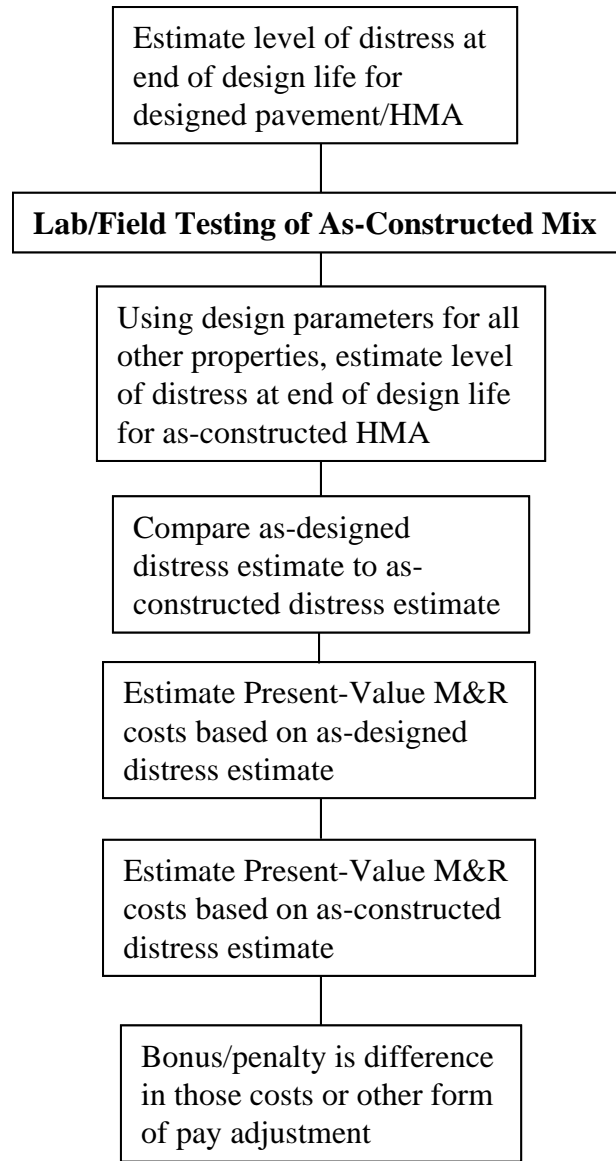 Estimate level of distress at
end of design life for
designed pavement/HMA
Lab/Field Testing of As-Constructed Mix
Using design parameters for all
other properties, estimate level
of distress at end of design life
for as-constructed HMA
Compare as-designed
distress estimate to as-
constructed distress estimate
Estimate Present-Value M&R
costs based on as-designed
distress estimate
Estimate Present-Value M&R
costs based on as-constructed
distress estimate
Bonus/penalty is difference
in those costs or other form
of pay adjustment